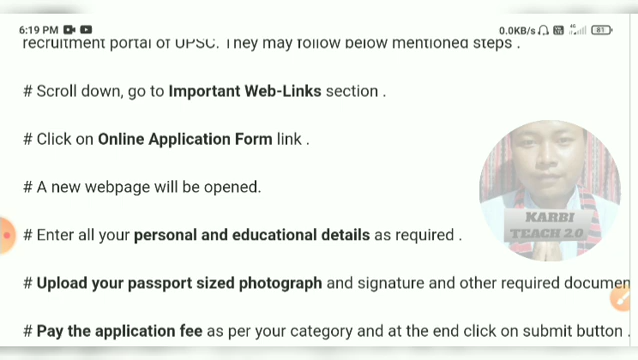 6:19 PM
0.0KB/s 4G 81
recruitment portal of UPSC. They may follow below mentioned steps .
# Scroll down, go to Important Web-Links section .
# Click on Online Application Form link .
# A new webpage will be opened.
KARBI
TEACH 2.0
# Enter all your personal and educational details as required .
# Upload your passport sized photograph and signature and other required documen
# Pay the application fee as per your category and at the end click on submit button .